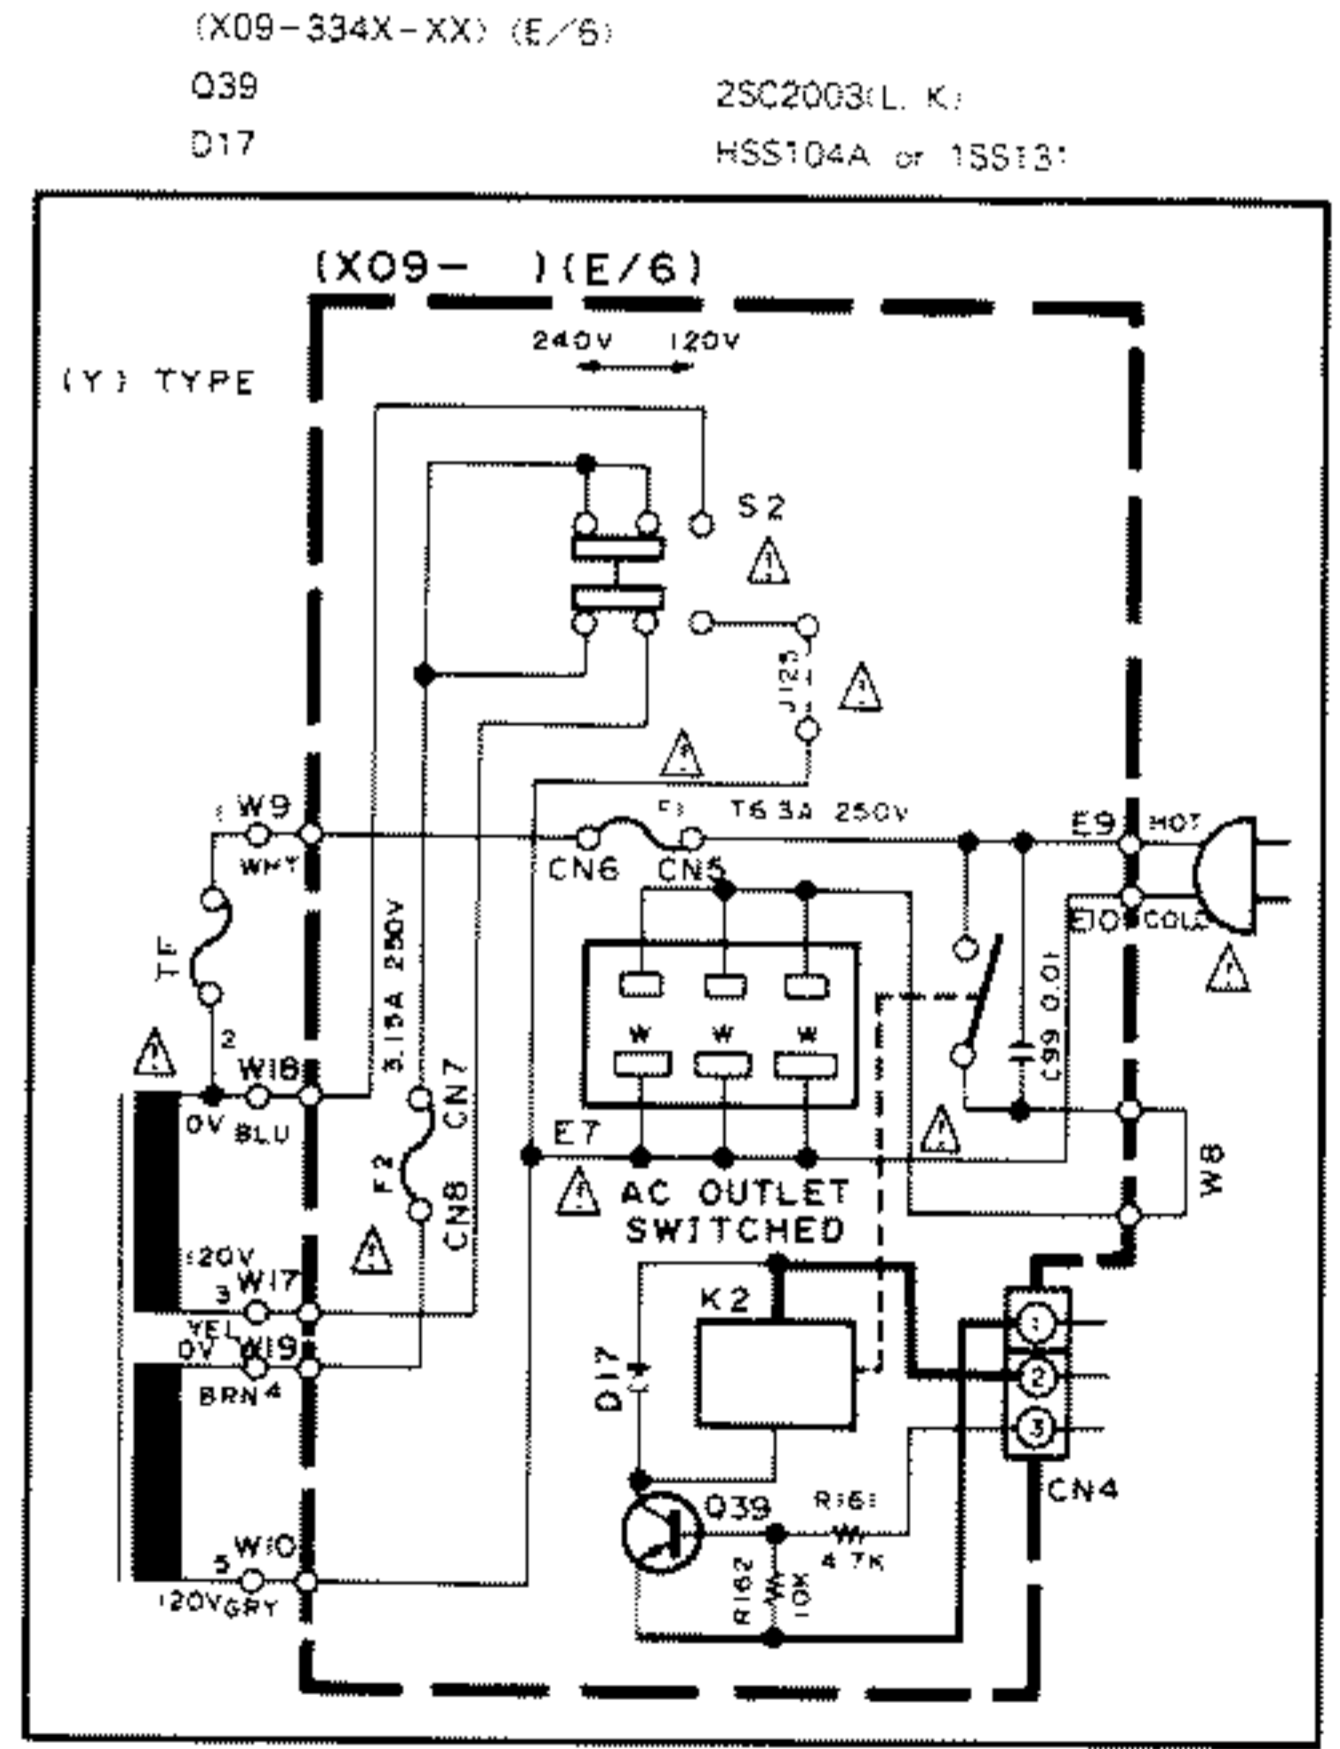 (X09-334X-XX) (E/6)
Q39 2SC2003(L, K)
D17 HSS104A or 1SS131
(X09- )(E/6)
240V 120V
(Y) TYPE
S2
J125
F1 T6.3A 250V
1 W9
WHT
CN6 CN5
E9 HOT
E10 COLD
TF
3.15A 250V
C99 0.01
W W W
2
W18
0V BLU
CN7
F2
CN8
E7
AC OUTLET
SWITCHED
W8
120V
3 W17
YEL
0V W19
BRN 4
K2
D17
1
2
3
CN4
Q39
R161
4.7K
R162
10K
5 W10
120V GRY